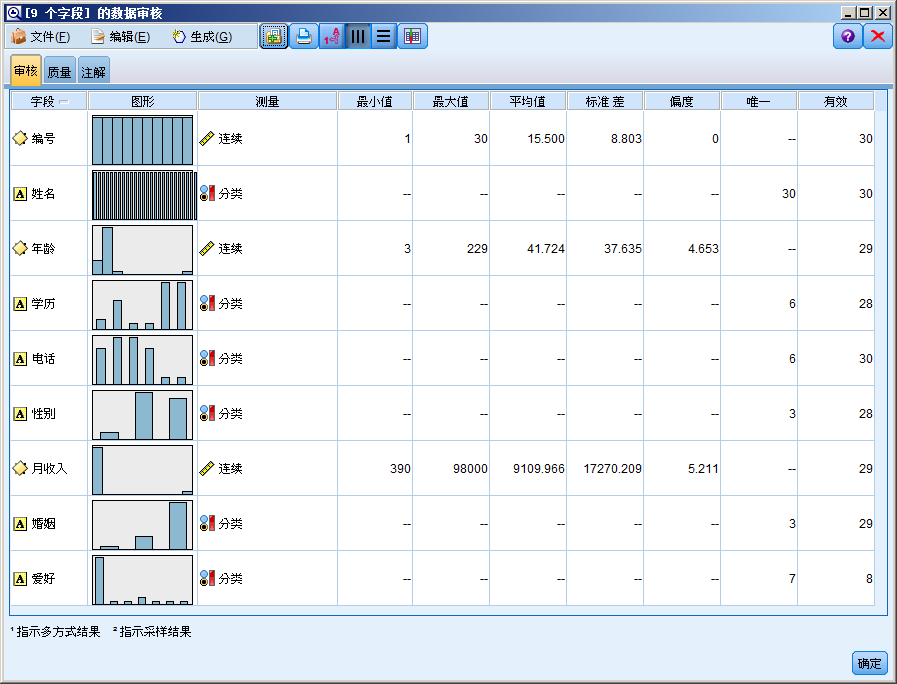 [9 个字段] 的数据审核
文件(F) 编辑(E) 生成(G)
审核 质量 注解
字段 图形 测量 最小值 最大值 平均值 标准 差 偏度 唯一 有效
编号 连续 1 30 15.500 8.803 0 -- 30
A 姓名 分类 -- -- -- -- -- 30 30
年龄 连续 3 229 41.724 37.635 4.653 -- 29
A 学历 分类 -- -- -- -- -- 6 28
A 电话 分类 -- -- -- -- -- 6 30
A 性别 分类 -- -- -- -- -- 3 28
月收入 连续 390 98000 9109.966 17270.209 5.211 -- 29
A 婚姻 分类 -- -- -- -- -- 3 29
A 爱好 分类 -- -- -- -- -- 7 8
¹指示多方式结果 ²指示采样结果
确定